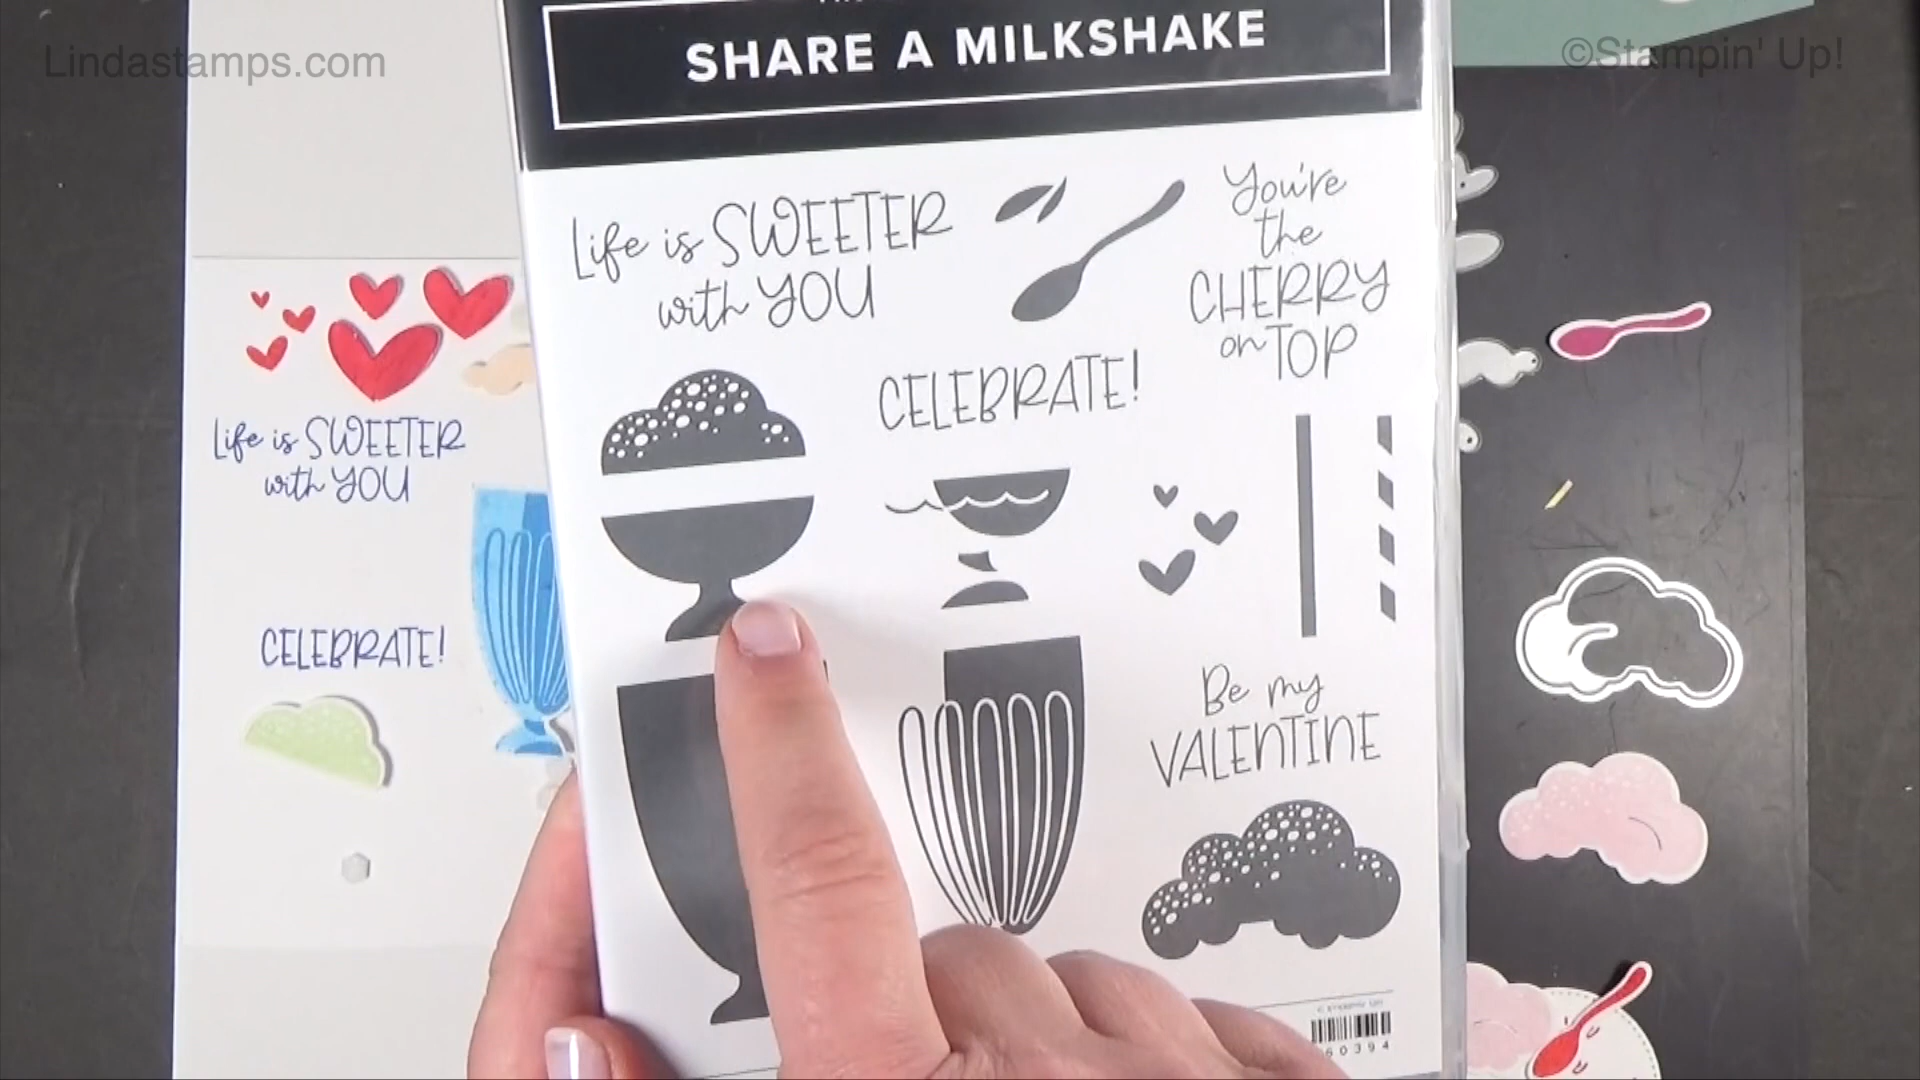 Lindastamps.com
©Stampin' Up!
SHARE A MILKSHAKE
Life is SWEETER
with YOU
You're
the
CHERRY
on TOP
CELEBRATE!
Be my
VALENTINE
60394
Life is SWEETER
with YOU
CELEBRATE!